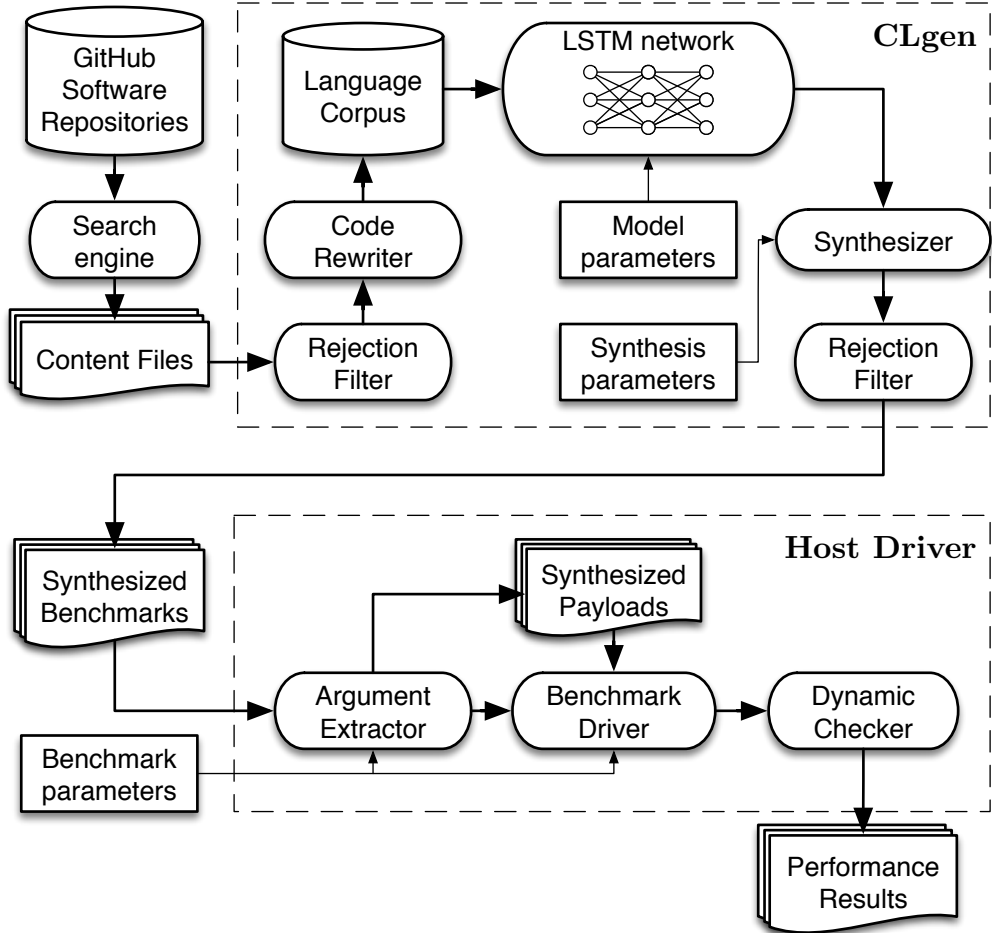 GitHub
Software
Repositories
Search
engine
Content Files
CLgen
Language
Corpus
LSTM network
Code
Rewriter
Model
parameters
Synthesizer
Rejection
Filter
Synthesis
parameters
Rejection
Filter
Synthesized
Benchmarks
Host Driver
Synthesized
Payloads
Argument
Extractor
Benchmark
Driver
Dynamic
Checker
Benchmark
parameters
Performance
Results